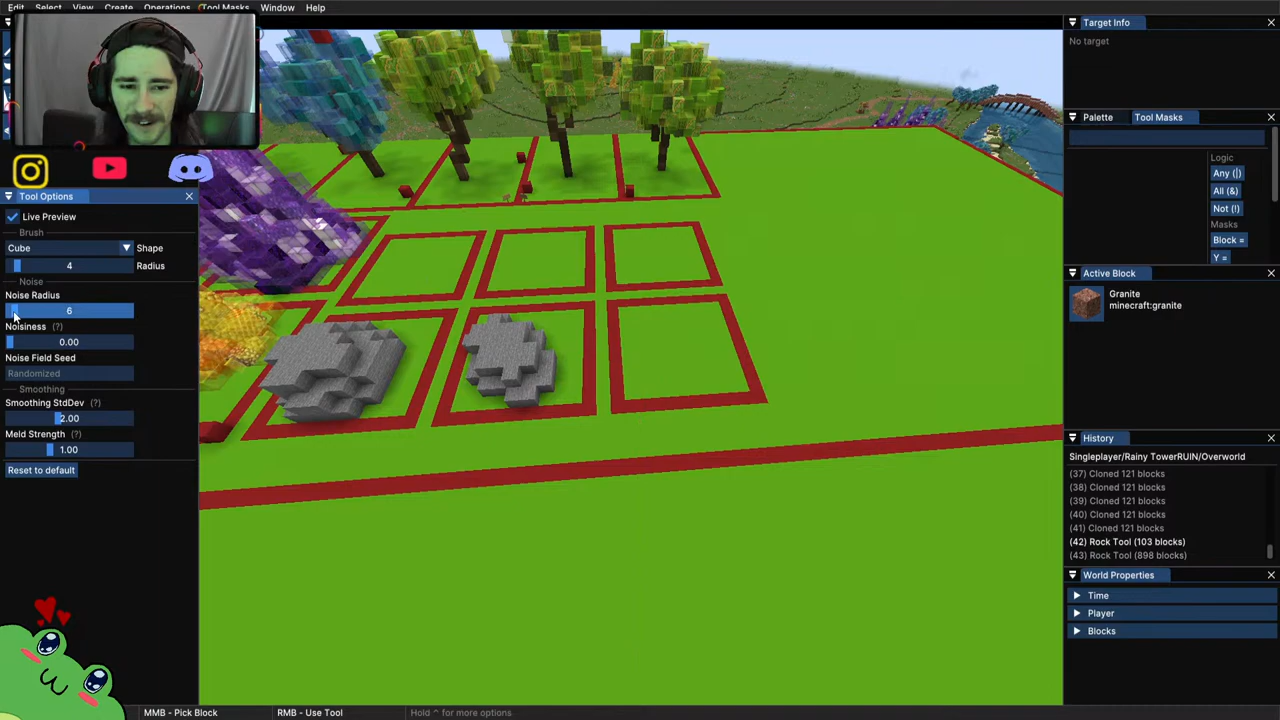 Edit Select View Create Operations Tool Masks Window Help
Tool Options
Live Preview
Brush
Cube Shape
4 Radius
Noise
Noise Radius
6
Noisiness (?)
0.00
Noise Field Seed
Randomized
Smoothing
Smoothing StdDev (?)
2.00
Meld Strength (?)
1.00
Reset to default
Target Info
No target
Palette Tool Masks
Logic
Any (|)
All (&)
Not (!)
Masks
Block =
Y =
Active Block
Granite
minecraft:granite
History
Singleplayer/Rainy TowerRUIN/Overworld
(37) Cloned 121 blocks
(38) Cloned 121 blocks
(39) Cloned 121 blocks
(40) Cloned 121 blocks
(41) Cloned 121 blocks
(42) Rock Tool (103 blocks)
(43) Rock Tool (898 blocks)
World Properties
Time
Player
Blocks
MMB - Pick Block RMB - Use Tool Hold ^ for more options